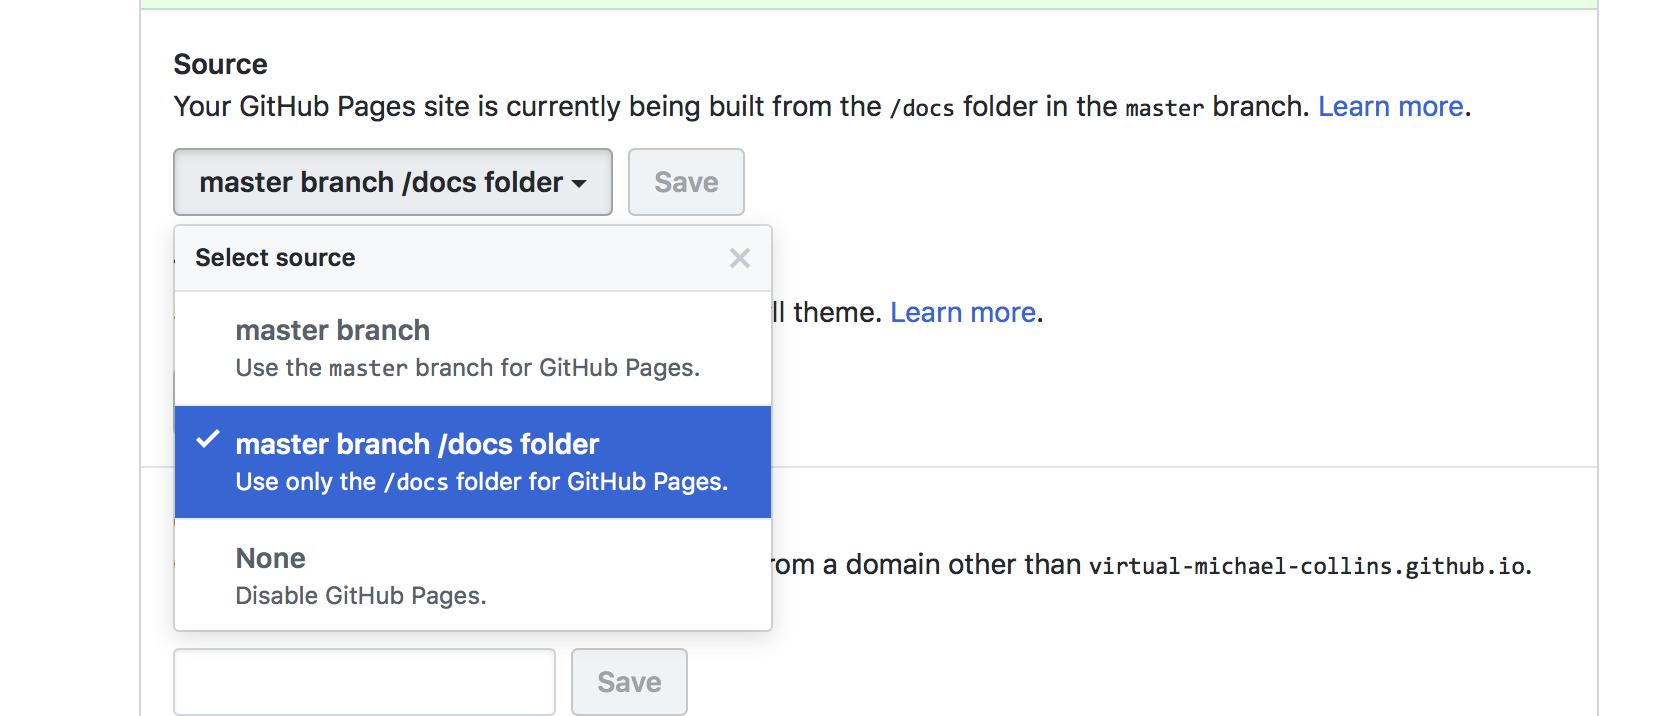 Source
Your GitHub Pages site is currently being built from the /docs folder in the master branch. Learn more.
master branch /docs folder
Save
Select source
master branch
Use the master branch for GitHub Pages.
theme. Learn more.
master branch /docs folder
Use only the /docs folder for GitHub Pages.
None
Disable GitHub Pages.
a domain other than virtual-michael-collins.github.io.
Save